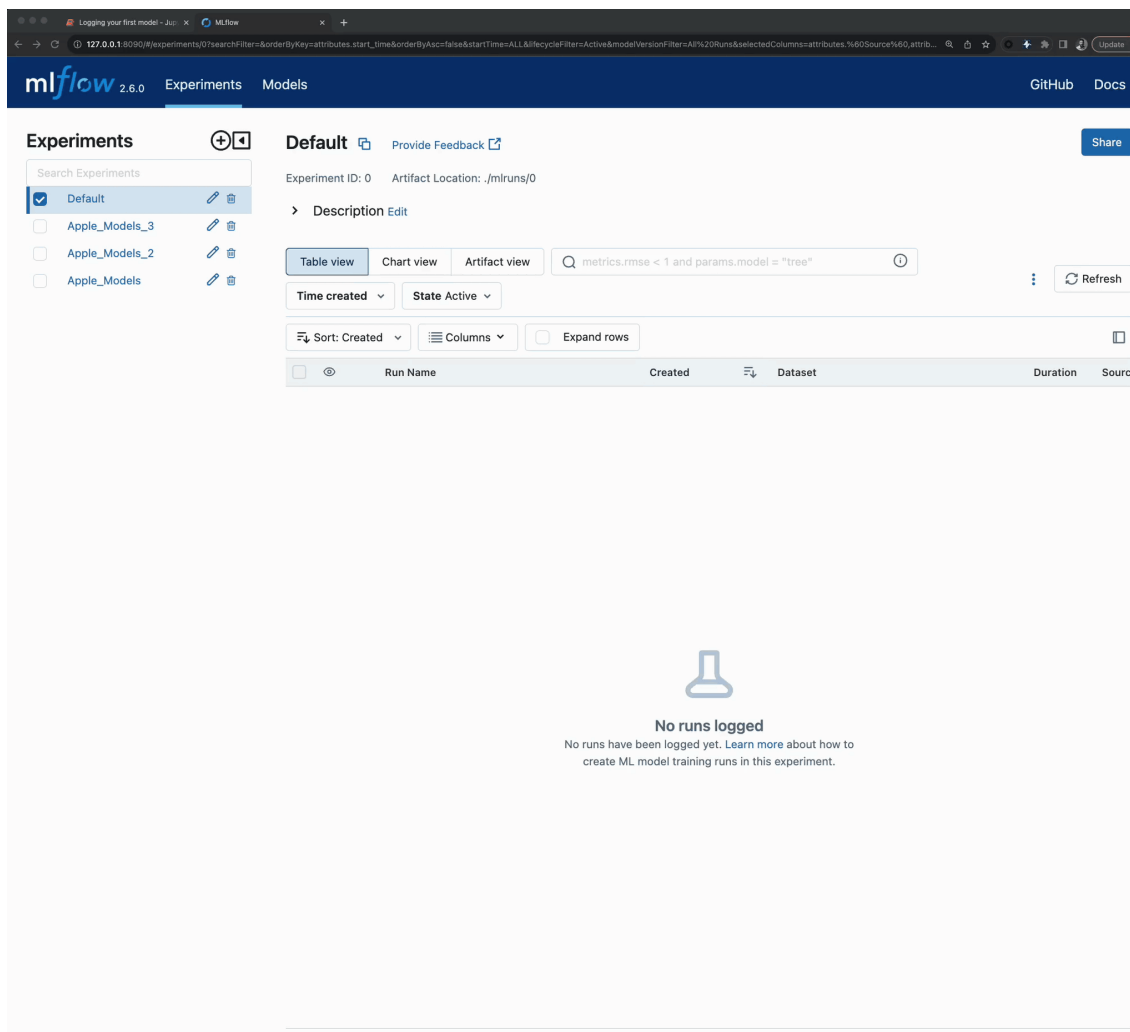 Logging your first model - Jup
MLflow
127.0.0.1:8090/#/experiments/0?searchFilter=&orderByKey=attributes.start_time&orderByAsc=false&startTime=ALL&lifecycleFilter=Active&modelVersionFilter=All%20Runs&selectedColumns=attributes.%60Source%60,attrib...
Update
mlflow 2.6.0 Experiments Models GitHub Docs
Experiments
Search Experiments
Default
Apple_Models_3
Apple_Models_2
Apple_Models
Default Provide Feedback Share
Experiment ID: 0 Artifact Location: ./mlruns/0
Description Edit
Table view Chart view Artifact view metrics.rmse < 1 and params.model = "tree"
Refresh
Time created State Active
Sort: Created Columns Expand rows
Run Name Created Dataset Duration Sourc
No runs logged
No runs have been logged yet. Learn more about how to
create ML model training runs in this experiment.